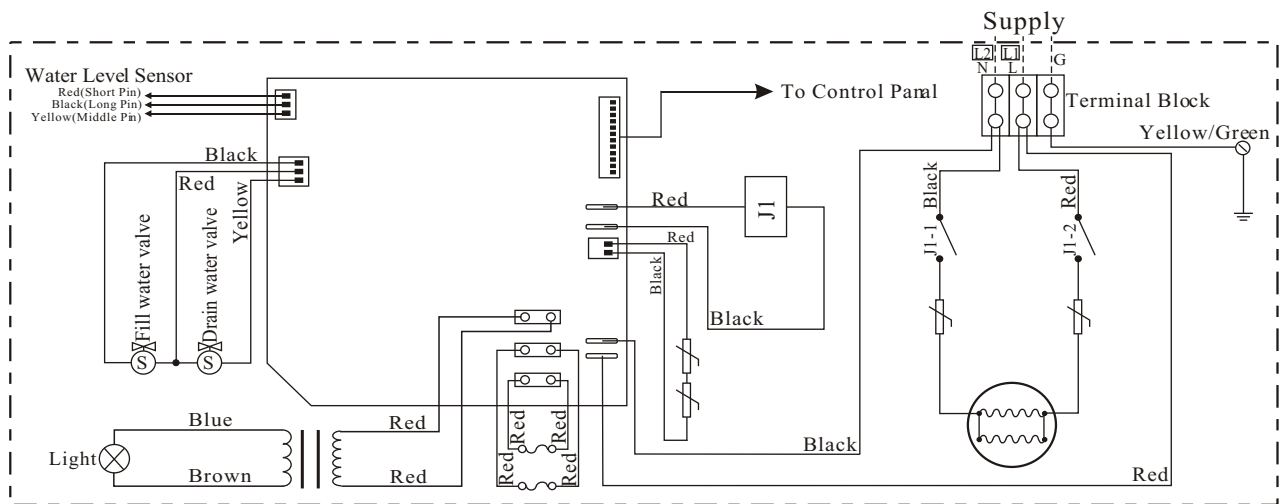 Supply
L2 L1
N L G
Water Level Sensor
Red(Short Pin)
Black(Long Pin)
Yellow(Middle Pin)
To Control Panal
Terminal Block
Yellow/Green
Black
Red
Yellow
Fill water valve
Drain water valve
S S
Red
J1
Red
Black
Black
Black
Red
J1-1
J1-2
Light
Blue
Brown
Red
Red
Red
Red
Red
Red
Black
Red